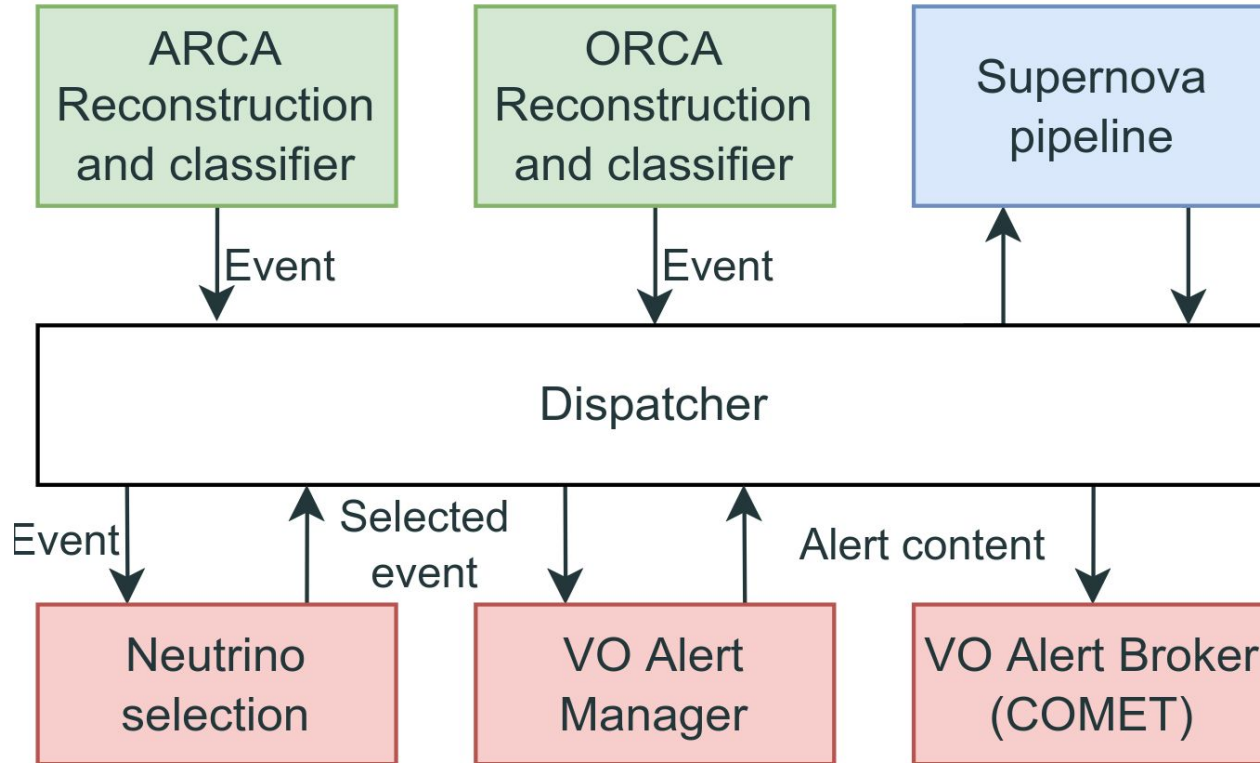 ARCA
Reconstruction
and classifier
ORCA
Reconstruction
and classifier
Supernova
pipeline
Event
Event
Dispatcher
Event
Selected
event
Alert content
Neutrino
selection
VO Alert
Manager
VO Alert Broker
(COMET)